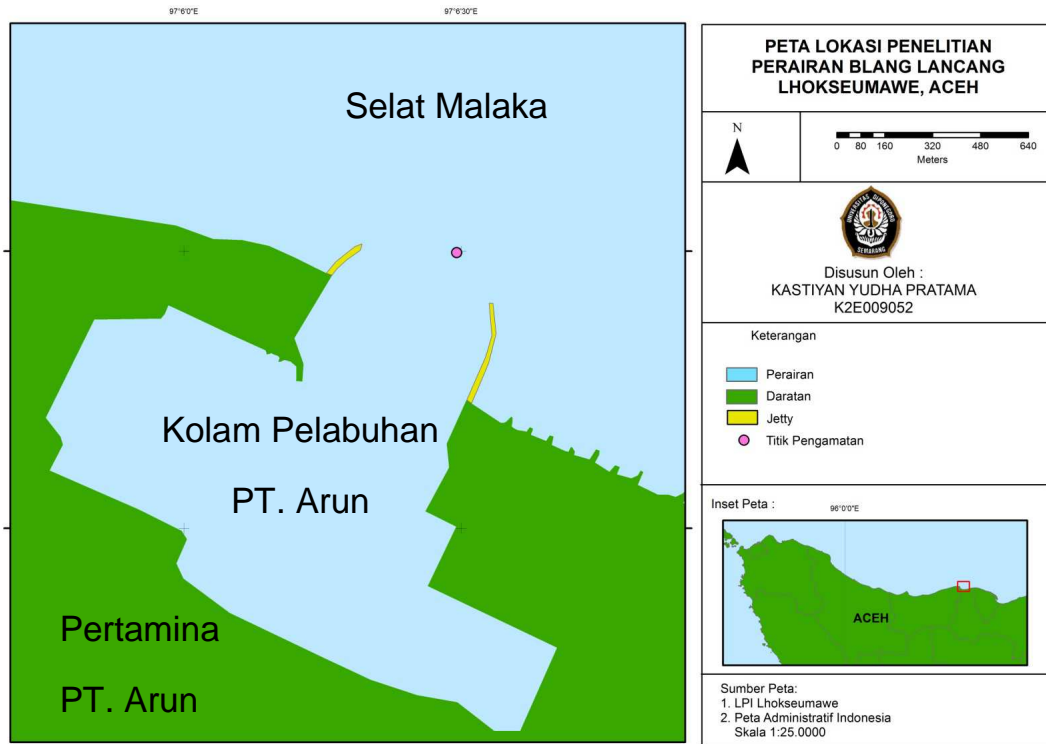 97°6'0"E
97°6'30"E
Selat Malaka
Kolam Pelabuhan
PT. Arun
Pertamina
PT. Arun
PETA LOKASI PENELITIAN
PERAIRAN BLANG LANCANG
LHOKSEUMAWE, ACEH
N
0 80 160 320 480 640
Meters
UNIVERSITAS DIPONEGORO
SEMARANG
Disusun Oleh :
KASTIYAN YUDHA PRATAMA
K2E009052
Keterangan
Perairan
Daratan
Jetty
Titik Pengamatan
Inset Peta :
96°0'0"E
ACEH
Sumber Peta:
1. LPI Lhokseumawe
2. Peta Administratif Indonesia
Skala 1:25.0000